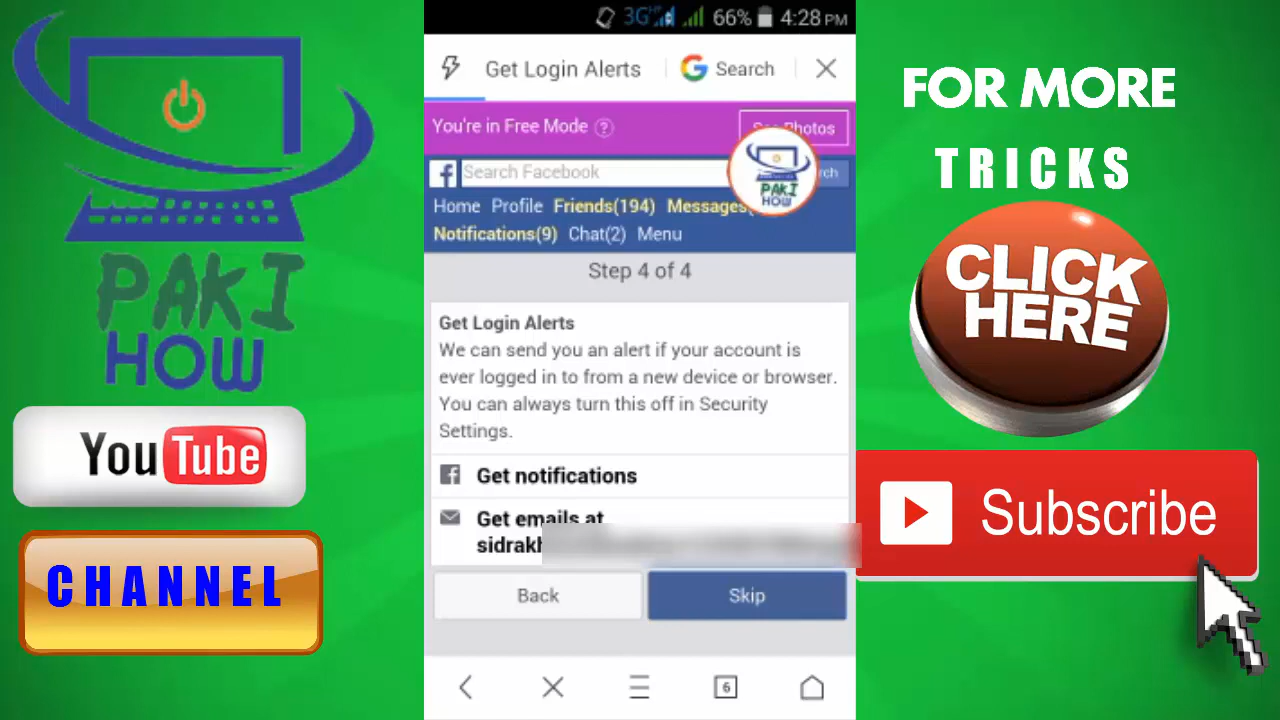 PAKI
HOW
You Tube
CHANNEL
3G 66% 4:28 PM
Get Login Alerts
Search
You're in Free Mode ?
Photos
Search Facebook
Home Profile Friends(194) Messages
Notifications(9) Chat(2) Menu
PAKI
HOW
Step 4 of 4
Get Login Alerts
We can send you an alert if your account is
ever logged in to from a new device or browser.
You can always turn this off in Security
Settings.
Get notifications
Get emails at
Back
Skip
6
FOR MORE
TRICKS
CLICK
HERE
Subscribe